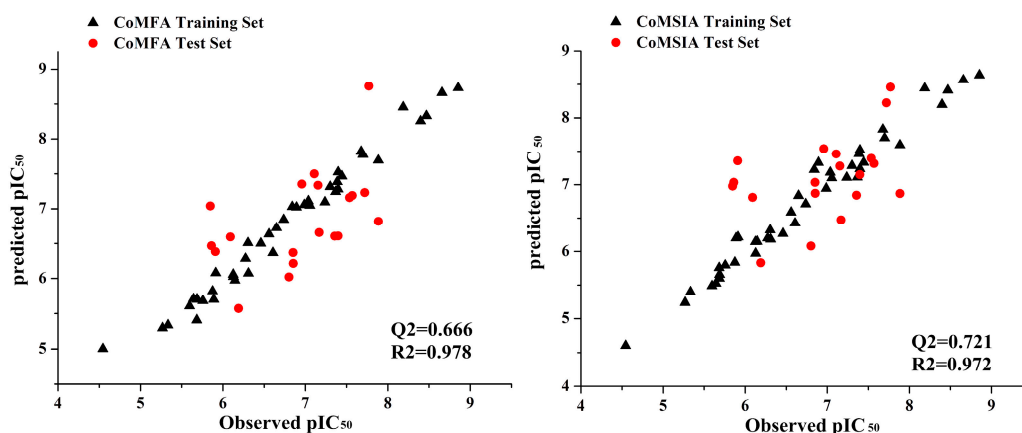 CoMFA Training Set
CoMFA Test Set
9
8
7
6
5
predicted pIC50
4 5 6 7 8 9
Observed pIC50
Q2=0.666
R2=0.978
CoMSIA Training Set
CoMSIA Test Set
9
8
7
6
5
4
predicted pIC50
4 5 6 7 8 9
Observed pIC50
Q2=0.721
R2=0.972